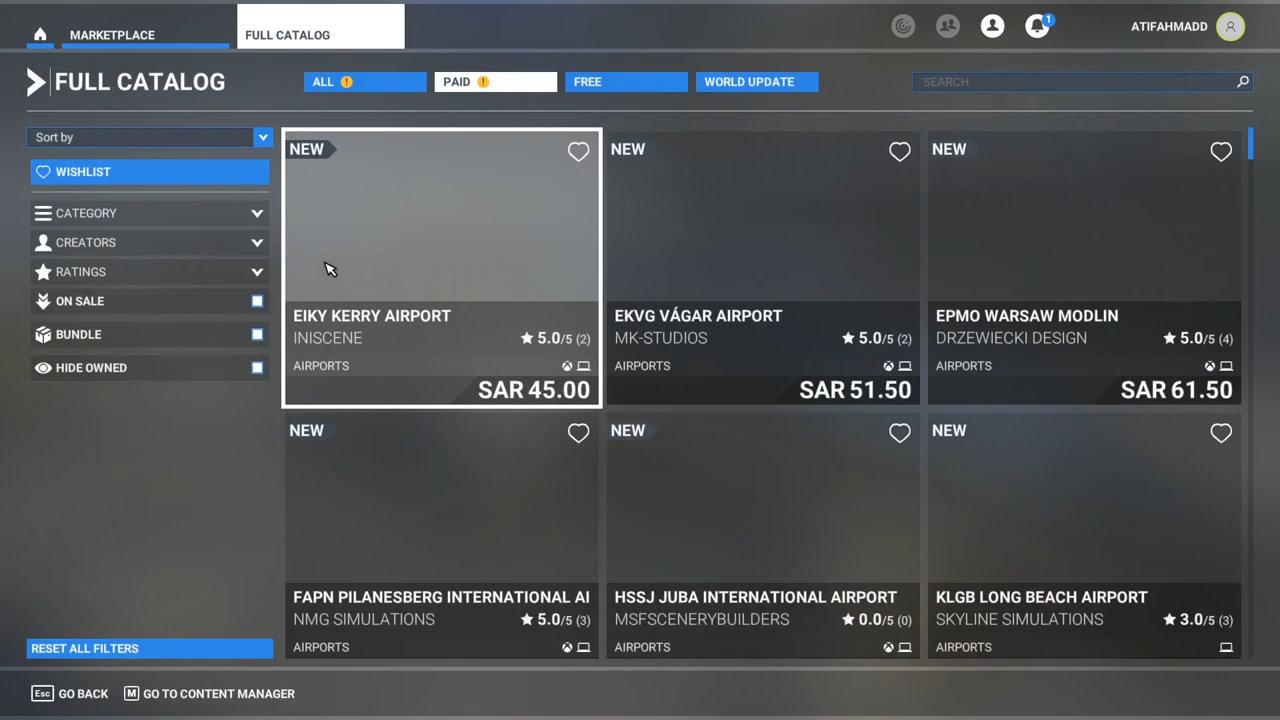 MARKETPLACE
FULL CATALOG
1
ATIFAHMADD
FULL CATALOG
ALL !
PAID !
FREE
WORLD UPDATE
SEARCH
Sort by
WISHLIST
CATEGORY
CREATORS
RATINGS
ON SALE
BUNDLE
HIDE OWNED
RESET ALL FILTERS
NEW
EIKY KERRY AIRPORT
INISCENE 5.0/5 (2)
AIRPORTS
SAR 45.00
NEW
EKVG VÁGAR AIRPORT
MK-STUDIOS 5.0/5 (2)
AIRPORTS
SAR 51.50
NEW
EPMO WARSAW MODLIN
DRZEWIECKI DESIGN 5.0/5 (4)
AIRPORTS
SAR 61.50
NEW
FAPN PILANESBERG INTERNATIONAL AI
NMG SIMULATIONS 5.0/5 (3)
AIRPORTS
NEW
HSSJ JUBA INTERNATIONAL AIRPORT
MSFSCENERYBUILDERS 0.0/5 (0)
AIRPORTS
NEW
KLGB LONG BEACH AIRPORT
SKYLINE SIMULATIONS 3.0/5 (3)
AIRPORTS
Esc GO BACK
M GO TO CONTENT MANAGER